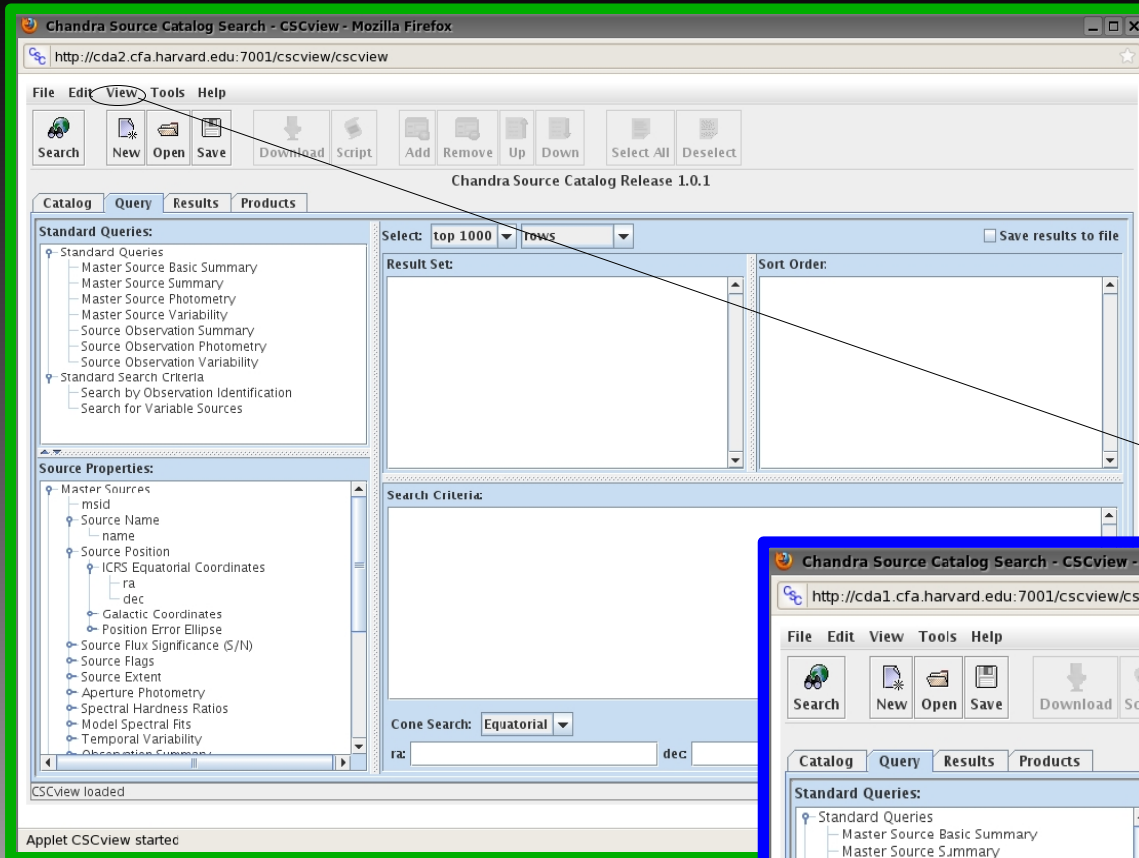 Chandra Source Catalog Search - CSCview - Mozilla Firefox
CSC http://cda2.cfa.harvard.edu:7001/cscview/cscview
File Edit View Tools Help
Search New Open Save Download Script Add Remove Up Down Select All Deselect
Chandra Source Catalog Release 1.0.1
Catalog Query Results Products
Standard Queries:
Standard Queries
Master Source Basic Summary
Master Source Summary
Master Source Photometry
Master Source Variability
Source Observation Summary
Source Observation Photometry
Source Observation Variability
Standard Search Criteria
Search by Observation Identification
Search for Variable Sources
Source Properties:
Master Sources
msid
Source Name
name
Source Position
ICRS Equatorial Coordinates
ra
dec
Galactic Coordinates
Position Error Ellipse
Source Flux Significance (S/N)
Source Flags
Source Extent
Aperture Photometry
Spectral Hardness Ratios
Model Spectral Fits
Temporal Variability
Observation Summary
Select: top 1000 rows Save results to file
Result Set: Sort Order:
Search Criteria:
Cone Search: Equatorial
ra: dec:
CSCview loaded
Applet CSCview started
Chandra Source Catalog Search - CSCview -
CSC http://cda1.cfa.harvard.edu:7001/cscview/cs
File Edit View Tools Help
Search New Open Save Download Sc
Catalog Query Results Products
Standard Queries:
Standard Queries
Master Source Basic Summary
Master Source Summary